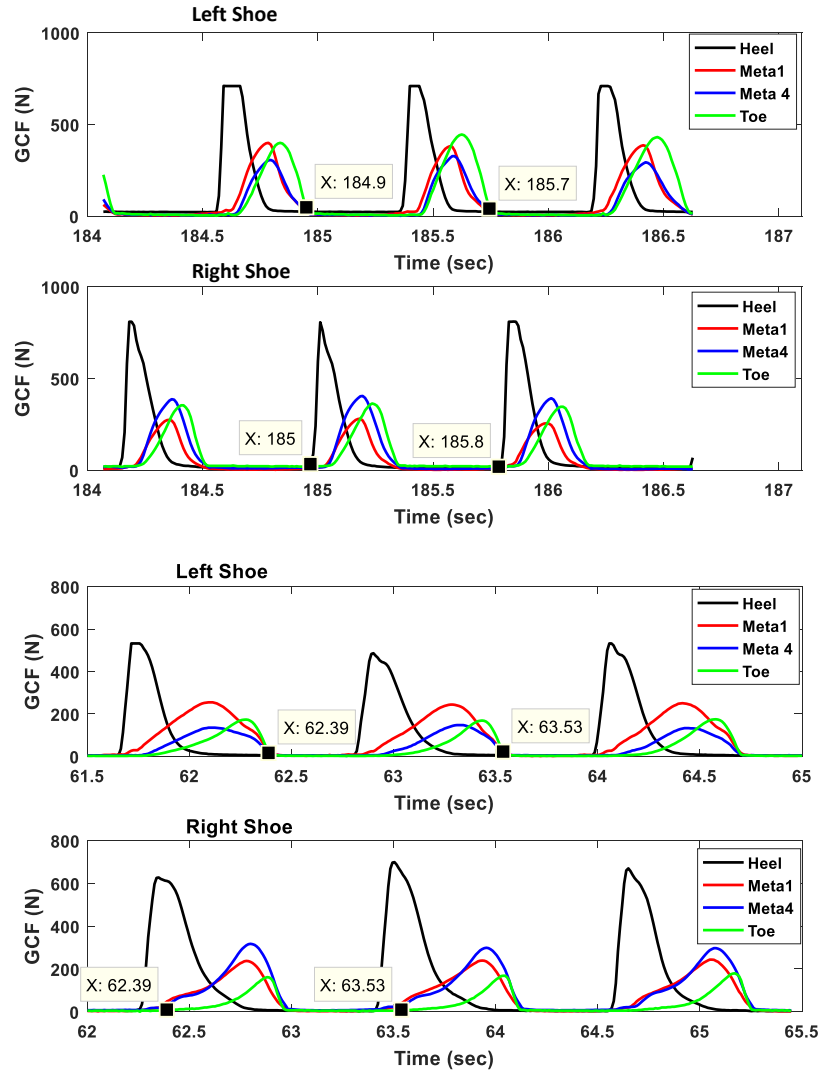 Left Shoe
1000
500
0
GCF (N)
Heel
Meta1
Meta 4
Toe
X: 184.9
X: 185.7
184 184.5 185 185.5 186 186.5 187
Time (sec)
Right Shoe
1000
500
0
GCF (N)
Heel
Meta1
Meta4
Toe
X: 185
X: 185.8
184 184.5 185 185.5 186 186.5 187
Time (sec)
Left Shoe
800
600
400
200
0
GCF (N)
Heel
Meta1
Meta 4
Toe
X: 62.39
X: 63.53
61.5 62 62.5 63 63.5 64 64.5 65
Time (sec)
Right Shoe
800
600
400
200
0
GCF (N)
Heel
Meta1
Meta4
Toe
X: 62.39
X: 63.53
62 62.5 63 63.5 64 64.5 65 65.5
Time (sec)